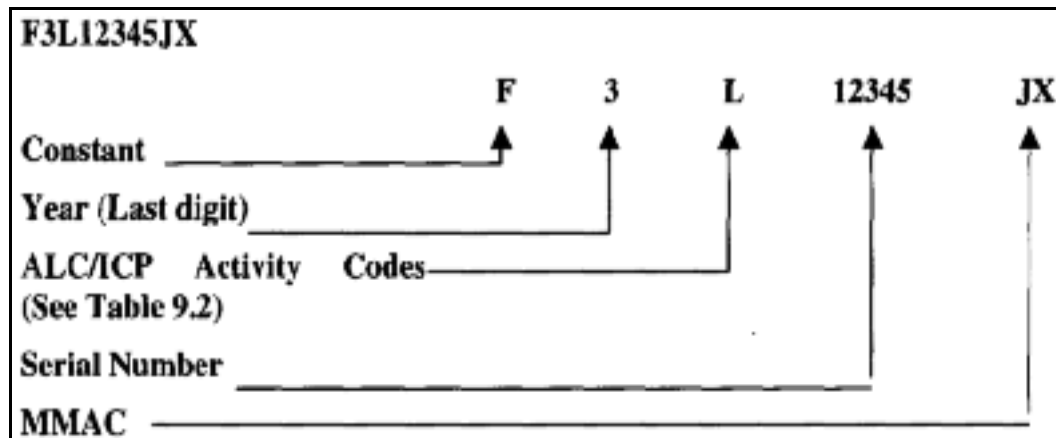 F3L12345JX
F 3 L 12345 JX
Constant
Year (Last digit)
ALC/ICP Activity Codes
(See Table 9.2)
Serial Number
MMAC